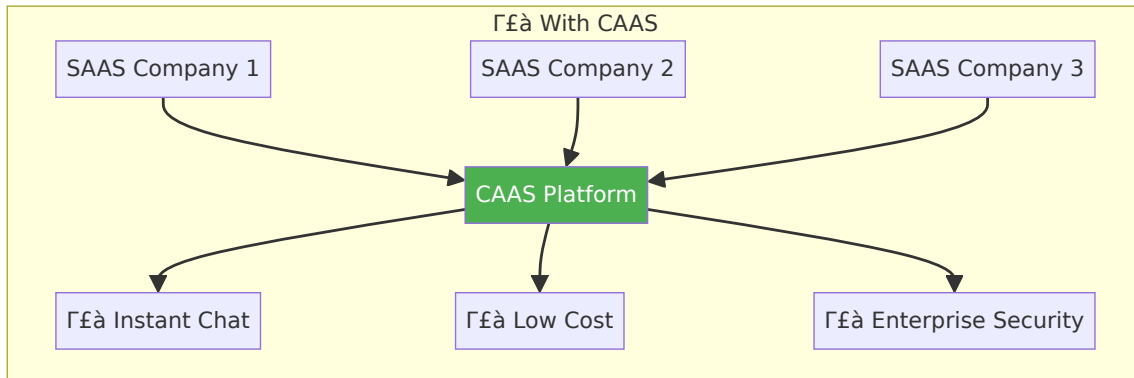 Γ£à With CAAS
SAAS Company 1
SAAS Company 2
SAAS Company 3
CAAS Platform
Γ£à Instant Chat
Γ£à Low Cost
Γ£à Enterprise Security